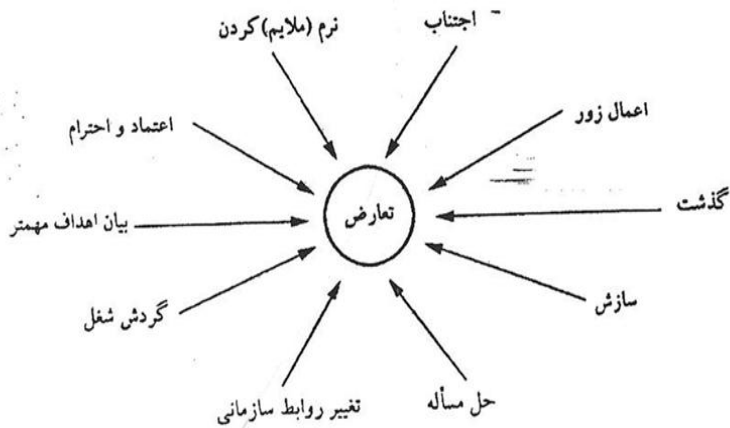 اجتناب
نرم (ملایم) کردن
اعمال زور
اعتماد و احترام
گذشت
تعارض
بیان اهداف مهمتر
سازش
گردش شغل
حل مسأله
تغییر روابط سازمانی